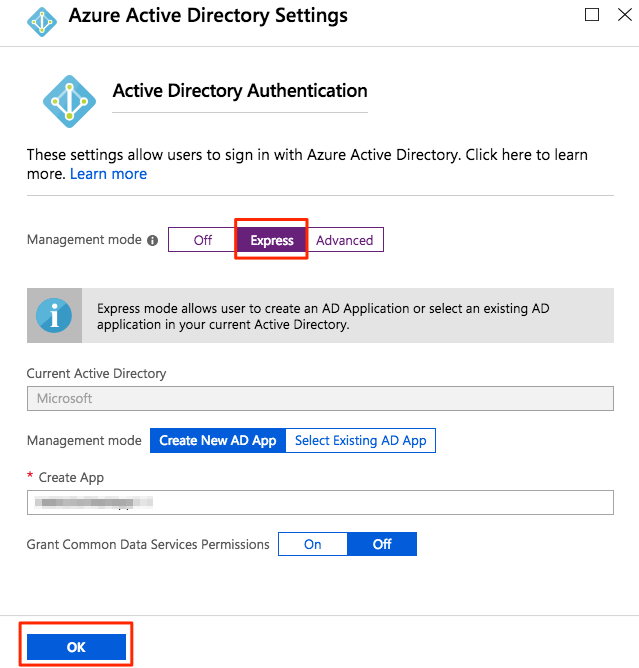 Azure Active Directory Settings
Active Directory Authentication
These settings allow users to sign in with Azure Active Directory. Click here to learn
more. Learn more
Management mode Off Express Advanced
Express mode allows user to create an AD Application or select an existing AD
application in your current Active Directory.
Current Active Directory
Microsoft
Management mode Create New AD App Select Existing AD App
* Create App
Grant Common Data Services Permissions On Off
OK